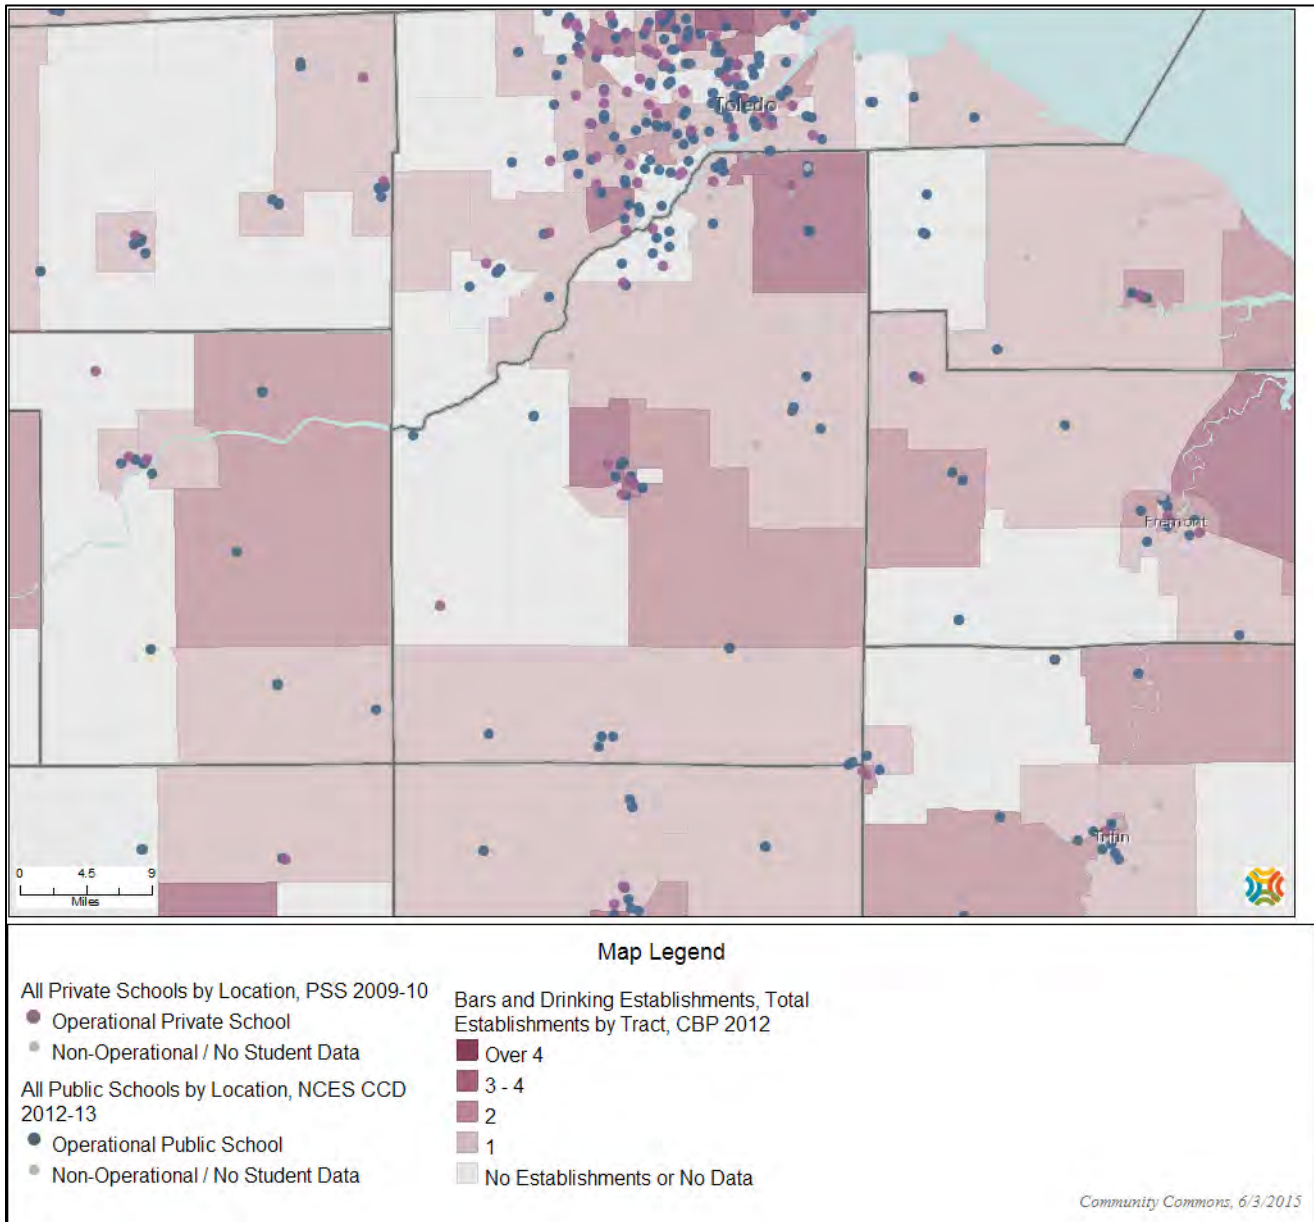 Toledo
Fremont
Tiffin
0 4.5 9
Miles
Map Legend
All Private Schools by Location, PSS 2009-10
Operational Private School
Non-Operational / No Student Data
All Public Schools by Location, NCES CCD
2012-13
Operational Public School
Non-Operational / No Student Data
Bars and Drinking Establishments, Total
Establishments by Tract, CBP 2012
Over 4
3 - 4
2
1
No Establishments or No Data
Community Commons, 6/3/2015